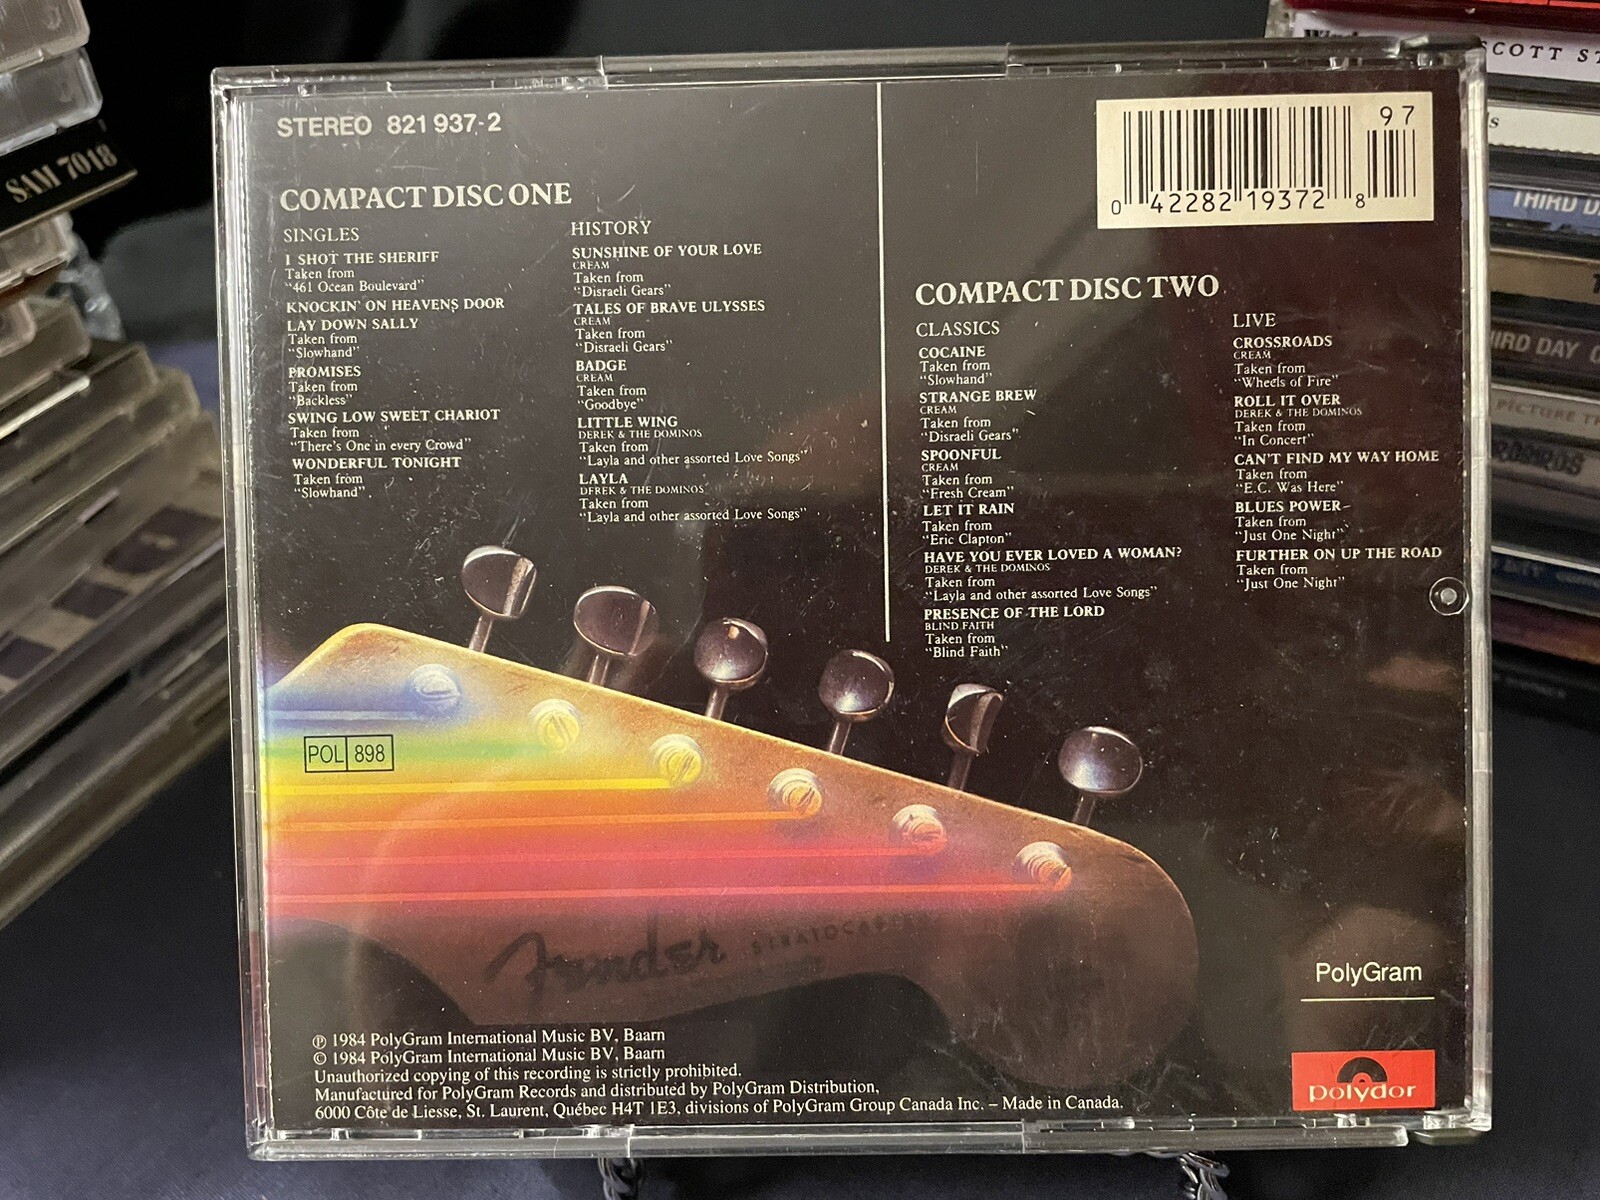 STEREO 821 937-2
COMPACT DISC ONE
SINGLES
I SHOT THE SHERIFF
Taken from
"461 Ocean Boulevard"
KNOCKIN' ON HEAVENS DOOR
LAY DOWN SALLY
Taken from
"Slowhand"
PROMISES
Taken from
"Backless"
SWING LOW SWEET CHARIOT
Taken from
"There's One in every Crowd"
WONDERFUL TONIGHT
Taken from
"Slowhand"
HISTORY
SUNSHINE OF YOUR LOVE
CREAM
Taken from
"Disraeli Gears"
TALES OF BRAVE ULYSSES
CREAM
Taken from
"Disraeli Gears"
BADGE
CREAM
Taken from
"Goodbye"
LITTLE WING
DEREK & THE DOMINOS
Taken from
"Layla and other assorted Love Songs"
LAYLA
DEREK & THE DOMINOS
Taken from
"Layla and other assorted Love Songs"
97
0 42282 19372 8
COMPACT DISC TWO
CLASSICS
COCAINE
Taken from
"Slowhand"
STRANGE BREW
CREAM
Taken from
"Disraeli Gears"
SPOONFUL
CREAM
Taken from
"Fresh Cream"
LET IT RAIN
Taken from
"Eric Clapton"
HAVE YOU EVER LOVED A WOMAN?
DEREK & THE DOMINOS
Taken from
"Layla and other assorted Love Songs"
PRESENCE OF THE LORD
BLIND FAITH
Taken from
"Blind Faith"
LIVE
CROSSROADS
CREAM
Taken from
"Wheels of Fire"
ROLL IT OVER
DEREK & THE DOMINOS
Taken from
"In Concert"
CAN'T FIND MY WAY HOME
Taken from
"E.C. Was Here"
BLUES POWER
Taken from
"Just One Night"
FURTHER ON UP THE ROAD
Taken from
"Just One Night"
POL 898
Fender STRATOCAS
PolyGram
polydor
℗ 1984 PolyGram International Music BV, Baarn
© 1984 PolyGram International Music BV, Baarn
Unauthorized copying of this recording is strictly prohibited.
Manufactured for PolyGram Records and distributed by PolyGram Distribution,
6000 Côte de Liesse, St. Laurent, Québec H4T 1E3, divisions of PolyGram Group Canada Inc. – Made in Canada.
SAM 7018
SCOTT ST
THIRD D
HIRD DAY
PICTURE